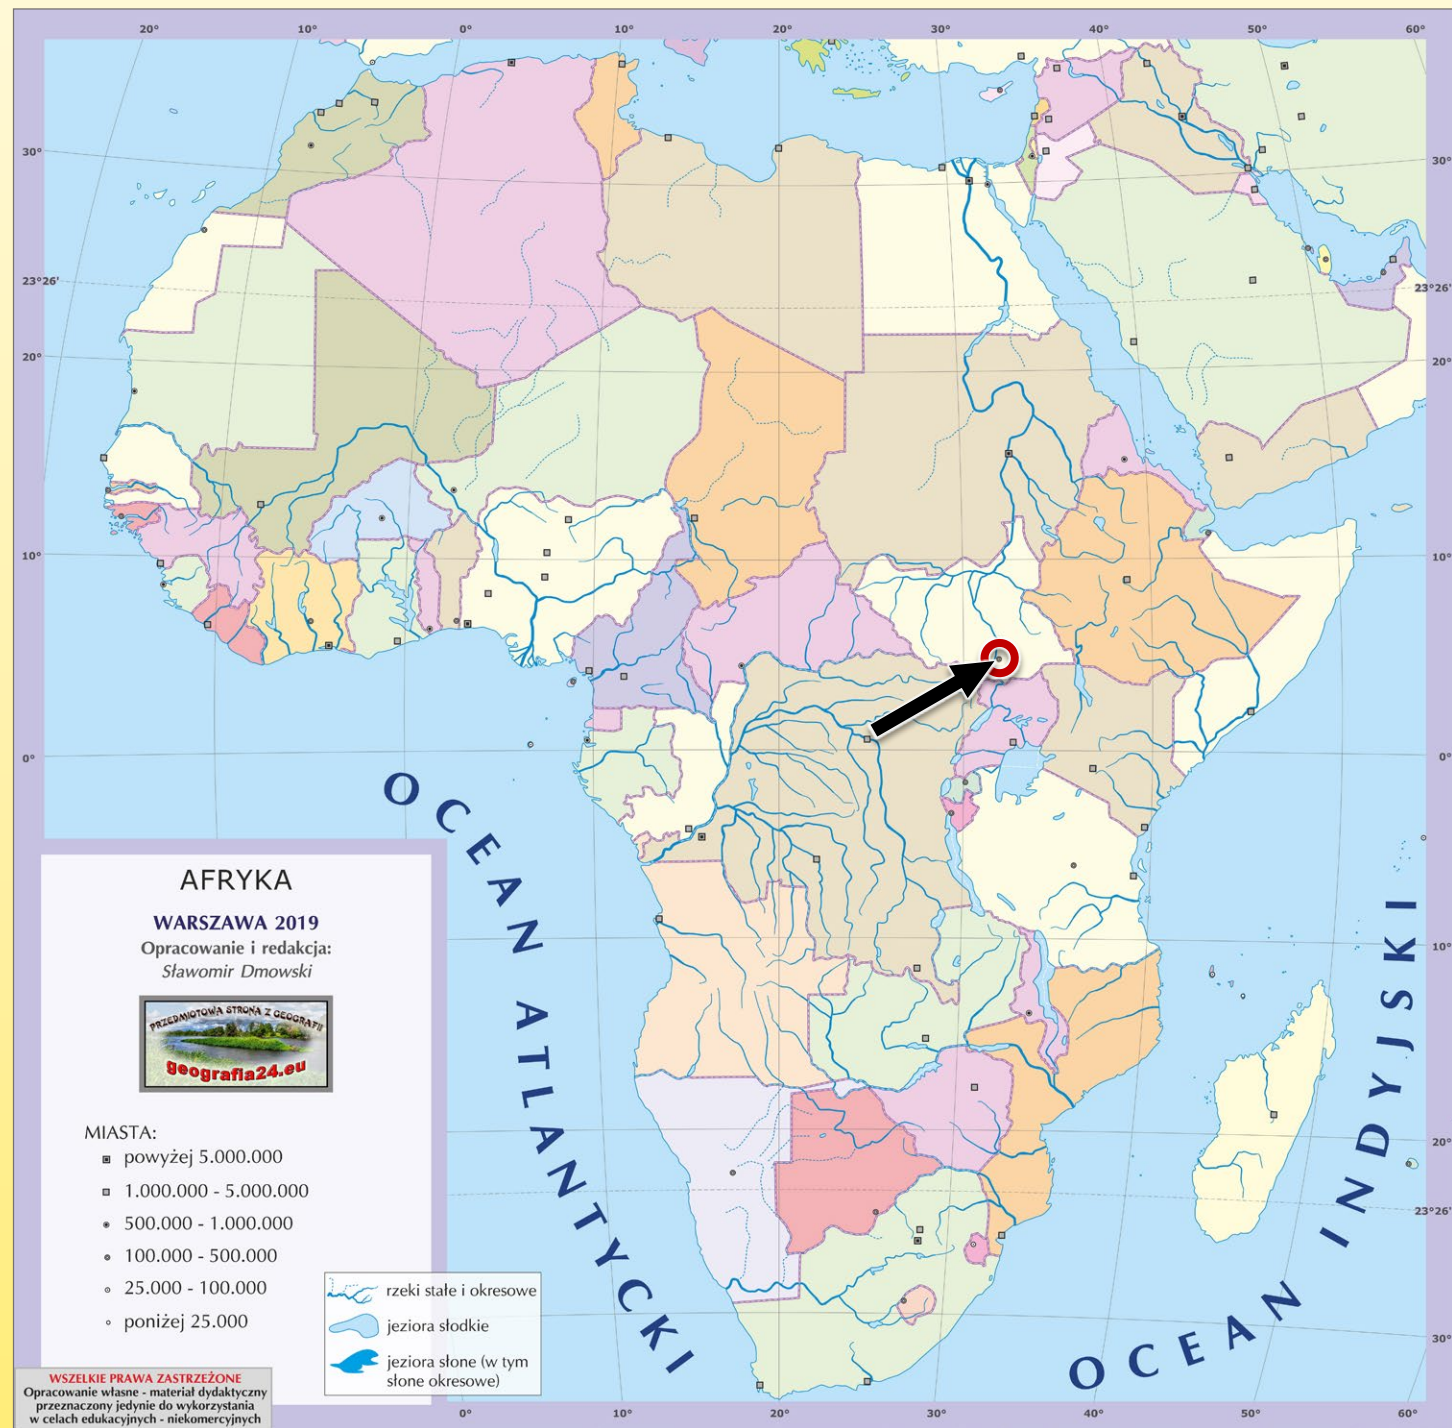 20° 10° 0° 10° 20° 30° 40° 50° 60°
30° 30°
23°26' 23°26'
20° 20°
10° 10°
0° 0°
10°
20°
23°26'
30°
OCEAN ATLANTYCKI
OCEAN INDYJSKI
AFRYKA
WARSZAWA 2019
Opracowanie i redakcja:
Sławomir Dmowski
PRZEDMIOTOWA STRONA Z GEOGRAFII
geografia24.eu
MIASTA:
powyżej 5.000.000
1.000.000 - 5.000.000
500.000 - 1.000.000
100.000 - 500.000
25.000 - 100.000
poniżej 25.000
rzeki stałe i okresowe
jeziora słodkie
jeziora słone (w tym
słone okresowe)
WSZELKIE PRAWA ZASTRZEŻONE
Opracowanie własne - materiał dydaktyczny
przeznaczony jedynie do wykorzystania
w celach edukacyjnych - niekomercyjnych
0° 10° 20° 30° 40° 50° 60°